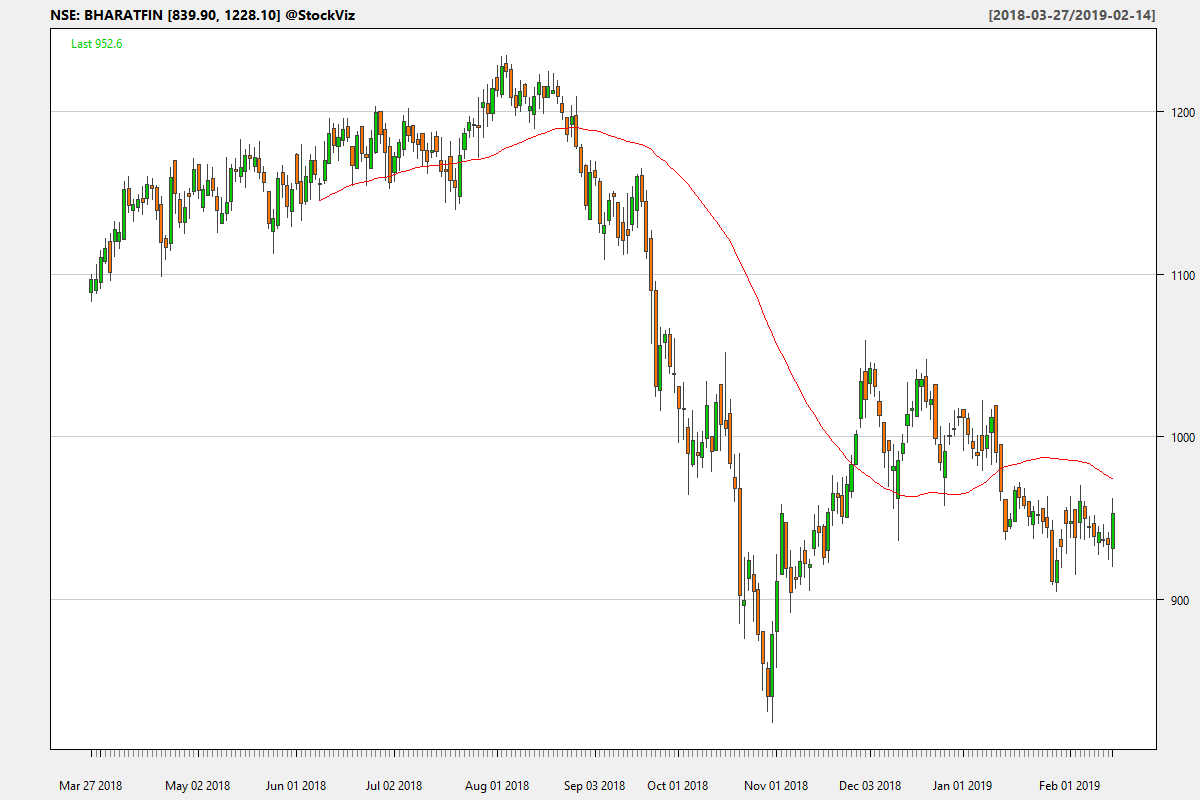 NSE: BHARATFIN [839.90, 1228.10] @StockViz [2018-03-27/2019-02-14]
Last 952.6
1200
1100
1000
900
Mar 27 2018 May 02 2018 Jun 01 2018 Jul 02 2018 Aug 01 2018 Sep 03 2018 Oct 01 2018 Nov 01 2018 Dec 03 2018 Jan 01 2019 Feb 01 2019